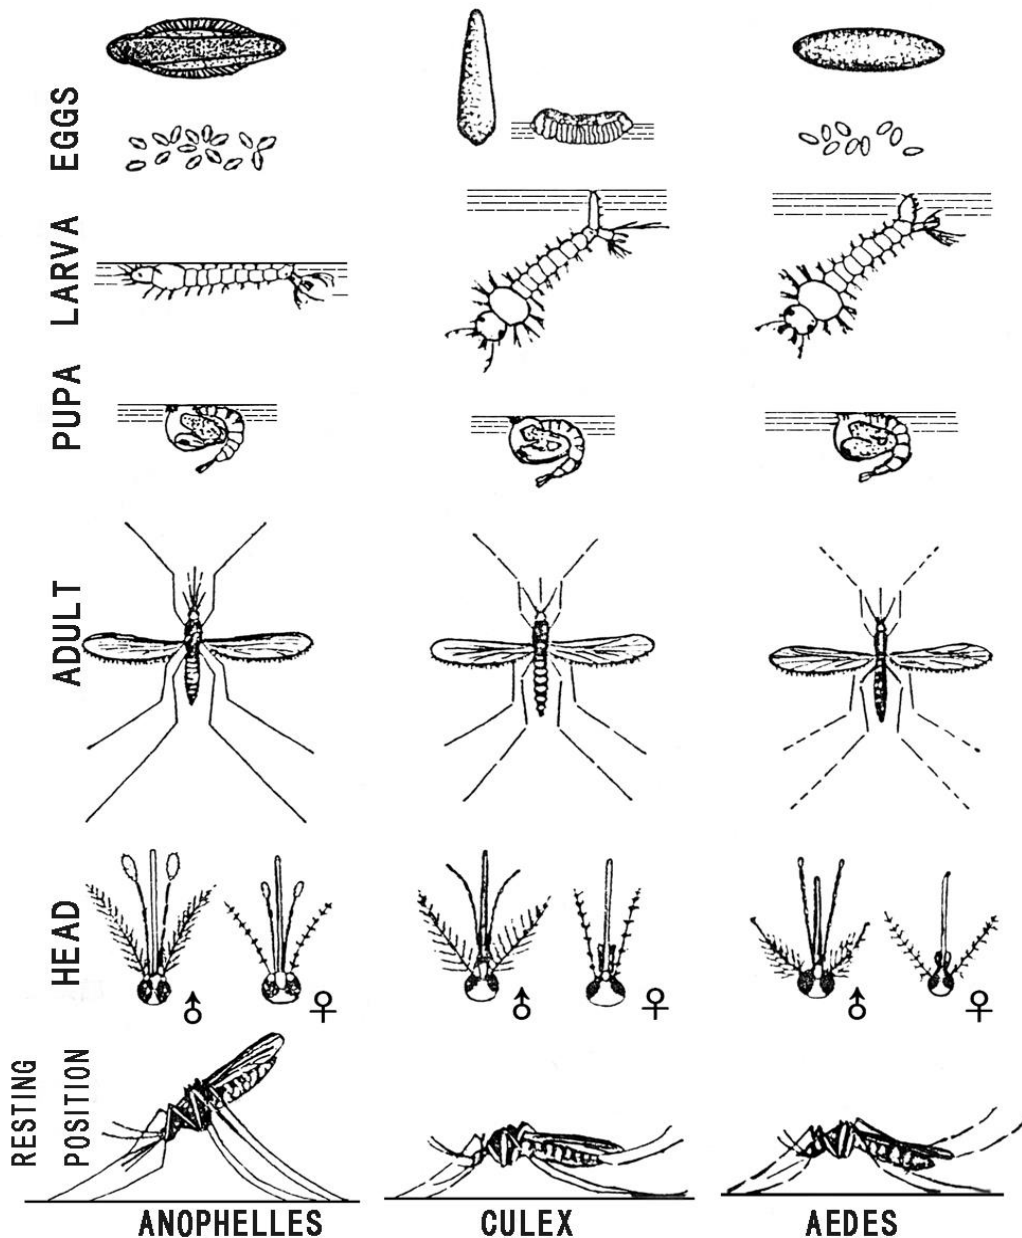 EGGS
LARVA
PUPA
ADULT
HEAD
♂ ♀ ♂ ♀ ♂ ♀
RESTING
POSITION
ANOPHELLES CULEX AEDES